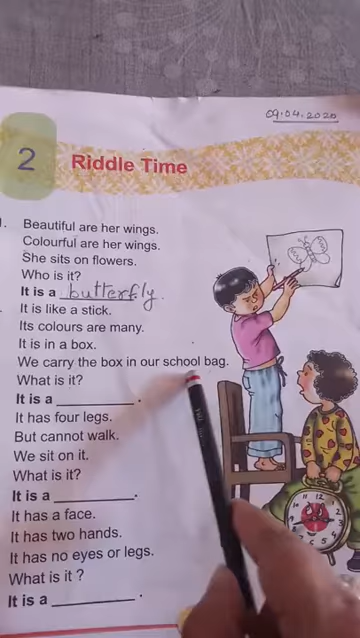 09.04.2020
2 Riddle Time
1. Beautiful are her wings.
Colourful are her wings.
She sits on flowers.
Who is it?
It is a butterfly.
It is like a stick.
Its colours are many.
It is in a box.
We carry the box in our school bag.
What is it?
It is a __________ .
It has four legs.
But cannot walk.
We sit on it.
What is it?
It is a __________.
It has a face.
It has two hands.
It has no eyes or legs.
What is it ?
It is a __________ .